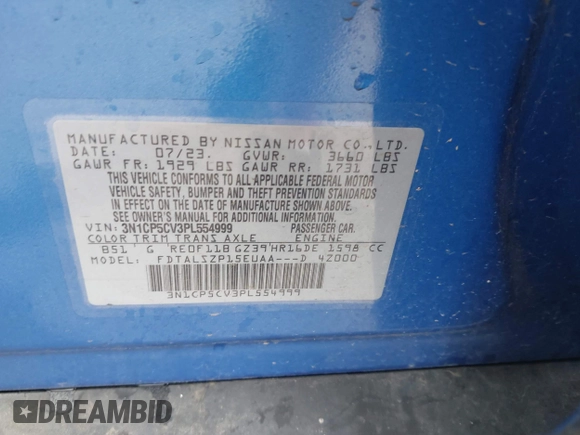 MANUFACTURED BY NISSAN MOTOR CO., LTD.
DATE: 07/23. GVWR: 3660 LBS
GAWR FR: 1929 LBS GAWR RR: 1731 LBS
THIS VEHICLE CONFORMS TO ALL APPLICABLE FEDERAL MOTOR
VEHICLE SAFETY, BUMPER AND THEFT PREVENTION STANDARDS
IN EFFECT ON THE DATE OF MANUFACTURE SHOWN ABOVE.
SEE OWNER'S MANUAL OR LOAD LABEL FOR ADDITIONAL INFORMATION.
VIN: 3N1CP5CV3PL554999 PASSENGER CAR.
COLOR TRIM TRANS AXLE ENGINE
B51 G RE0F11B GZ39 HR16DE 1598 CC
MODEL: FDTALSZP15EUAA---D 42000
3N1CP5CV3PL554999
DREAMBID